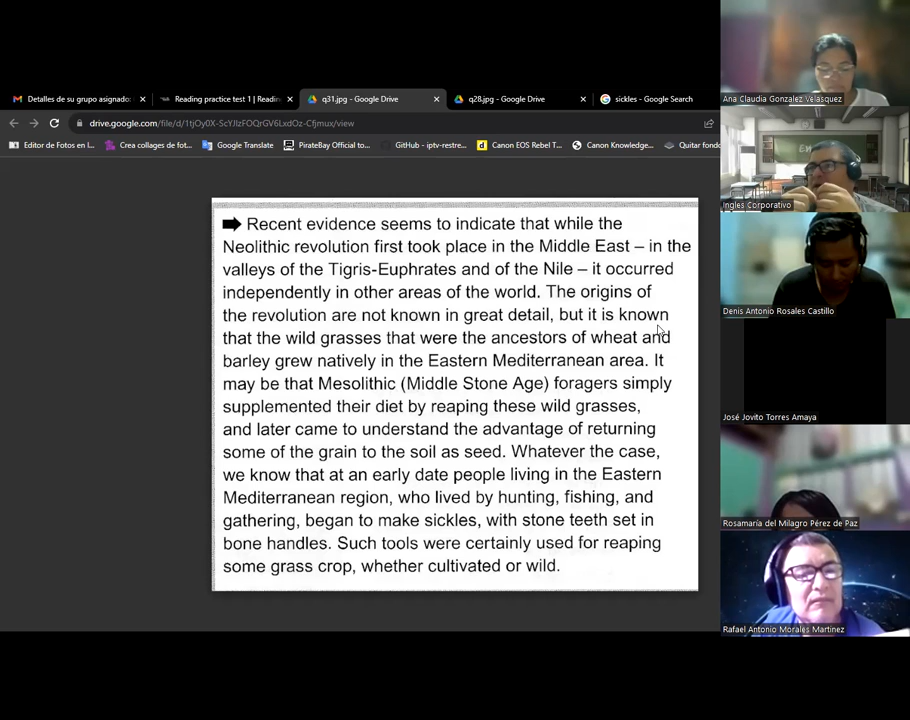 Detalles de su grupo asignado:
Reading practice test 1 | Readin
q31.jpg - Google Drive
q28.jpg - Google Drive
sickles - Google Search
drive.google.com/file/d/1tjOy0X-ScYJIzFOQrGV6LxdOz-Cfjmux/view
Editor de Fotos en l...
Crea collages de fot...
Google Translate
PirateBay Official to...
GitHub - iptv-restre...
Canon EOS Rebel T...
Canon Knowledge...
Quitar fondo
Recent evidence seems to indicate that while the
Neolithic revolution first took place in the Middle East – in the
valleys of the Tigris-Euphrates and of the Nile – it occurred
independently in other areas of the world. The origins of
the revolution are not known in great detail, but it is known
that the wild grasses that were the ancestors of wheat and
barley grew natively in the Eastern Mediterranean area. It
may be that Mesolithic (Middle Stone Age) foragers simply
supplemented their diet by reaping these wild grasses,
and later came to understand the advantage of returning
some of the grain to the soil as seed. Whatever the case,
we know that at an early date people living in the Eastern
Mediterranean region, who lived by hunting, fishing, and
gathering, began to make sickles, with stone teeth set in
bone handles. Such tools were certainly used for reaping
some grass crop, whether cultivated or wild.
Ana Claudia Gonzalez Velasquez
Ingles Corporativo
Denis Antonio Rosales Castillo
José Jovito Torres Amaya
Rosamaría del Milagro Pérez de Paz
Rafael Antonio Morales Martinez